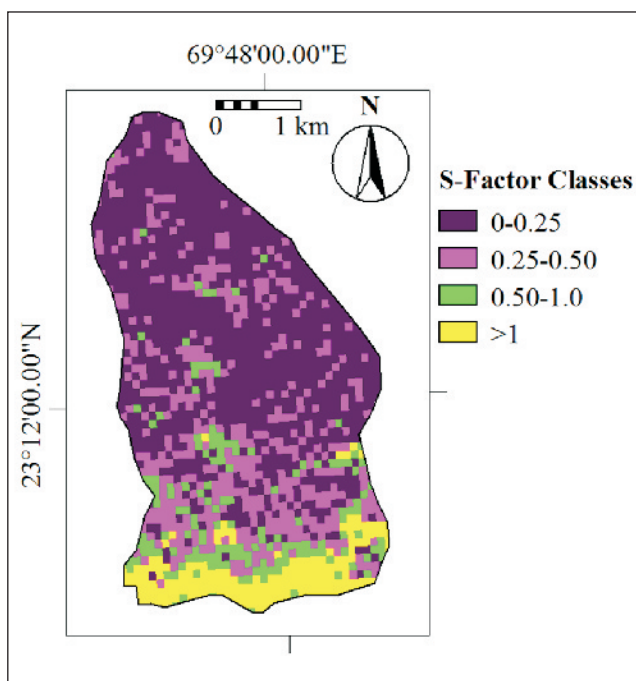 69°48'00.00"E
N
0 1 km
S-Factor Classes
0-0.25
0.25-0.50
0.50-1.0
>1
23°12'00.00"N